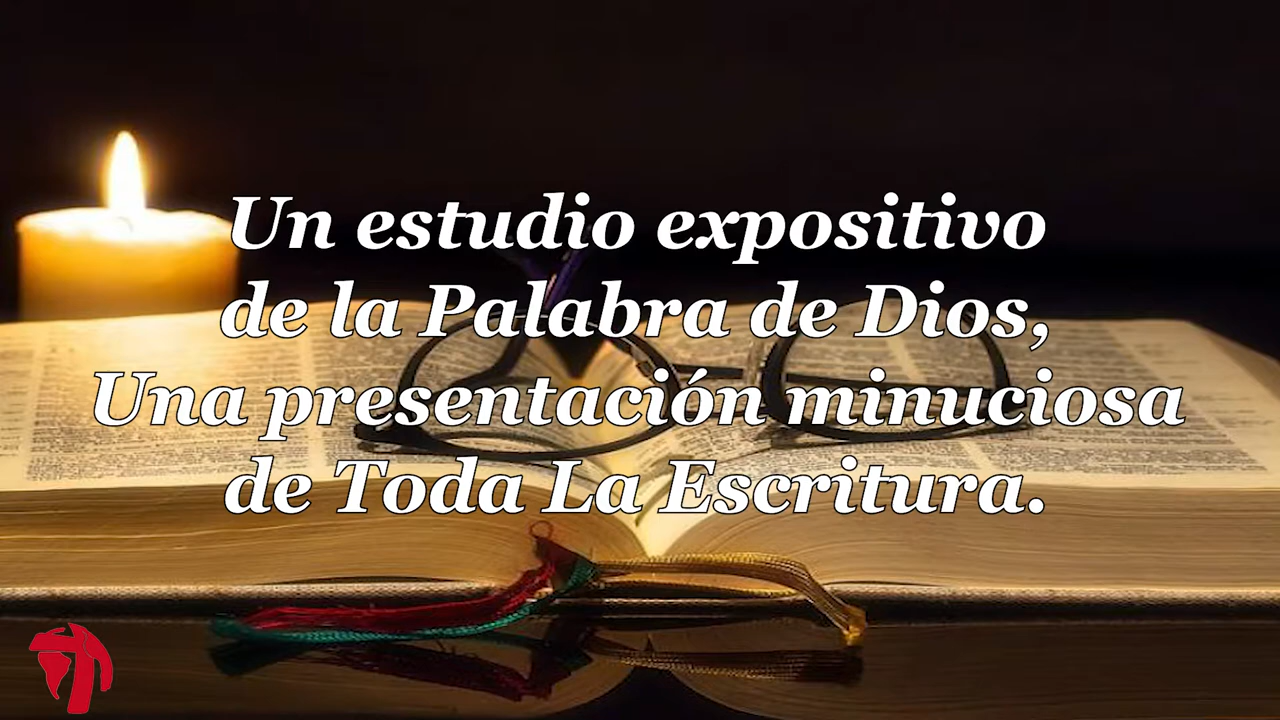 Un estudio expositivo
de la Palabra de Dios,
Una presentación minuciosa
de Toda La Escritura.